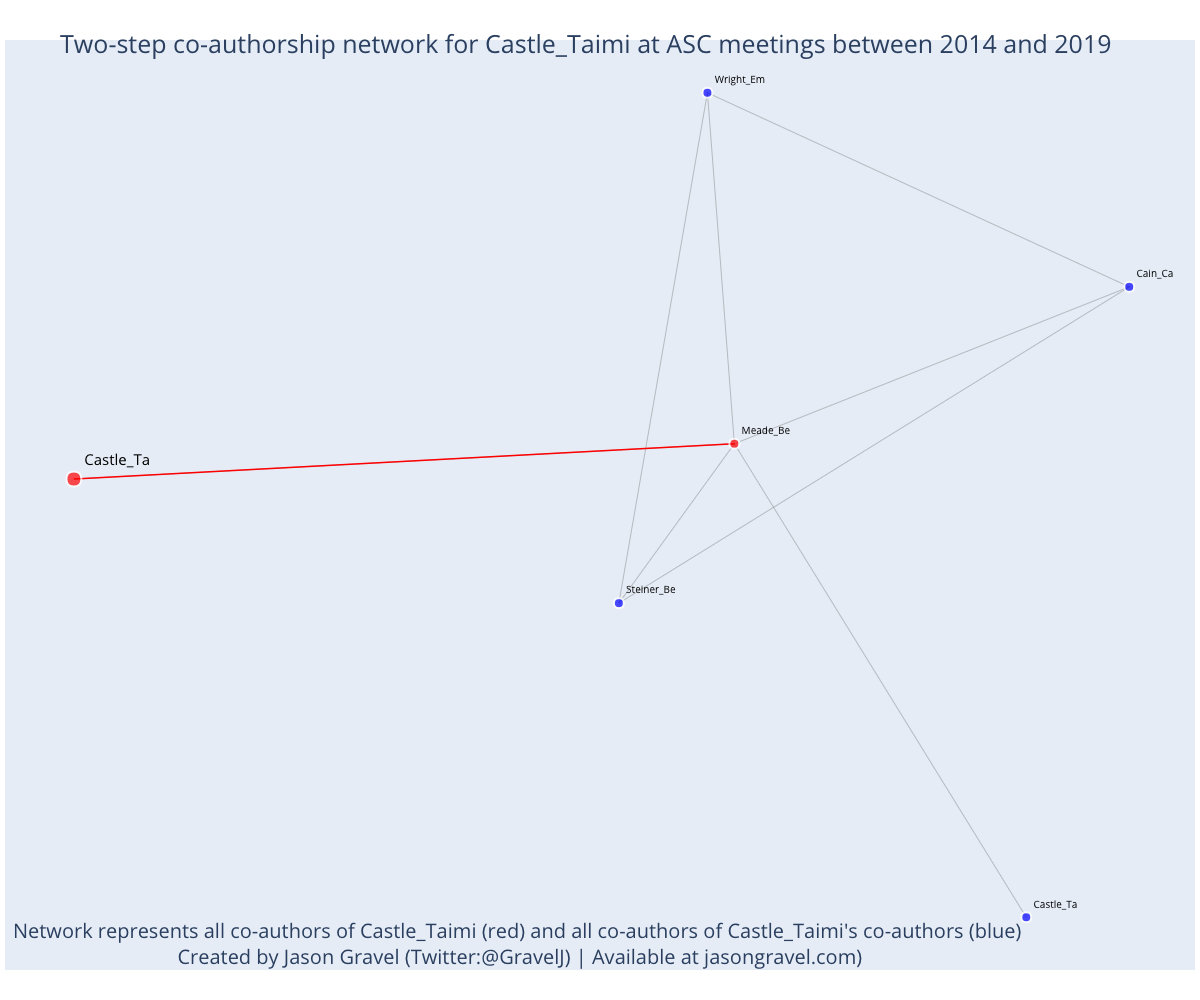 Two-step co-authorship network for Castle_Taimi at ASC meetings between 2014 and 2019
Wright_Em
Cain_Ca
Meade_Be
Castle_Ta
Steiner_Be
Castle_Ta
Network represents all co-authors of Castle_Taimi (red) and all co-authors of Castle_Taimi's co-authors (blue)
Created by Jason Gravel (Twitter:@GravelJ) | Available at jasongravel.com)